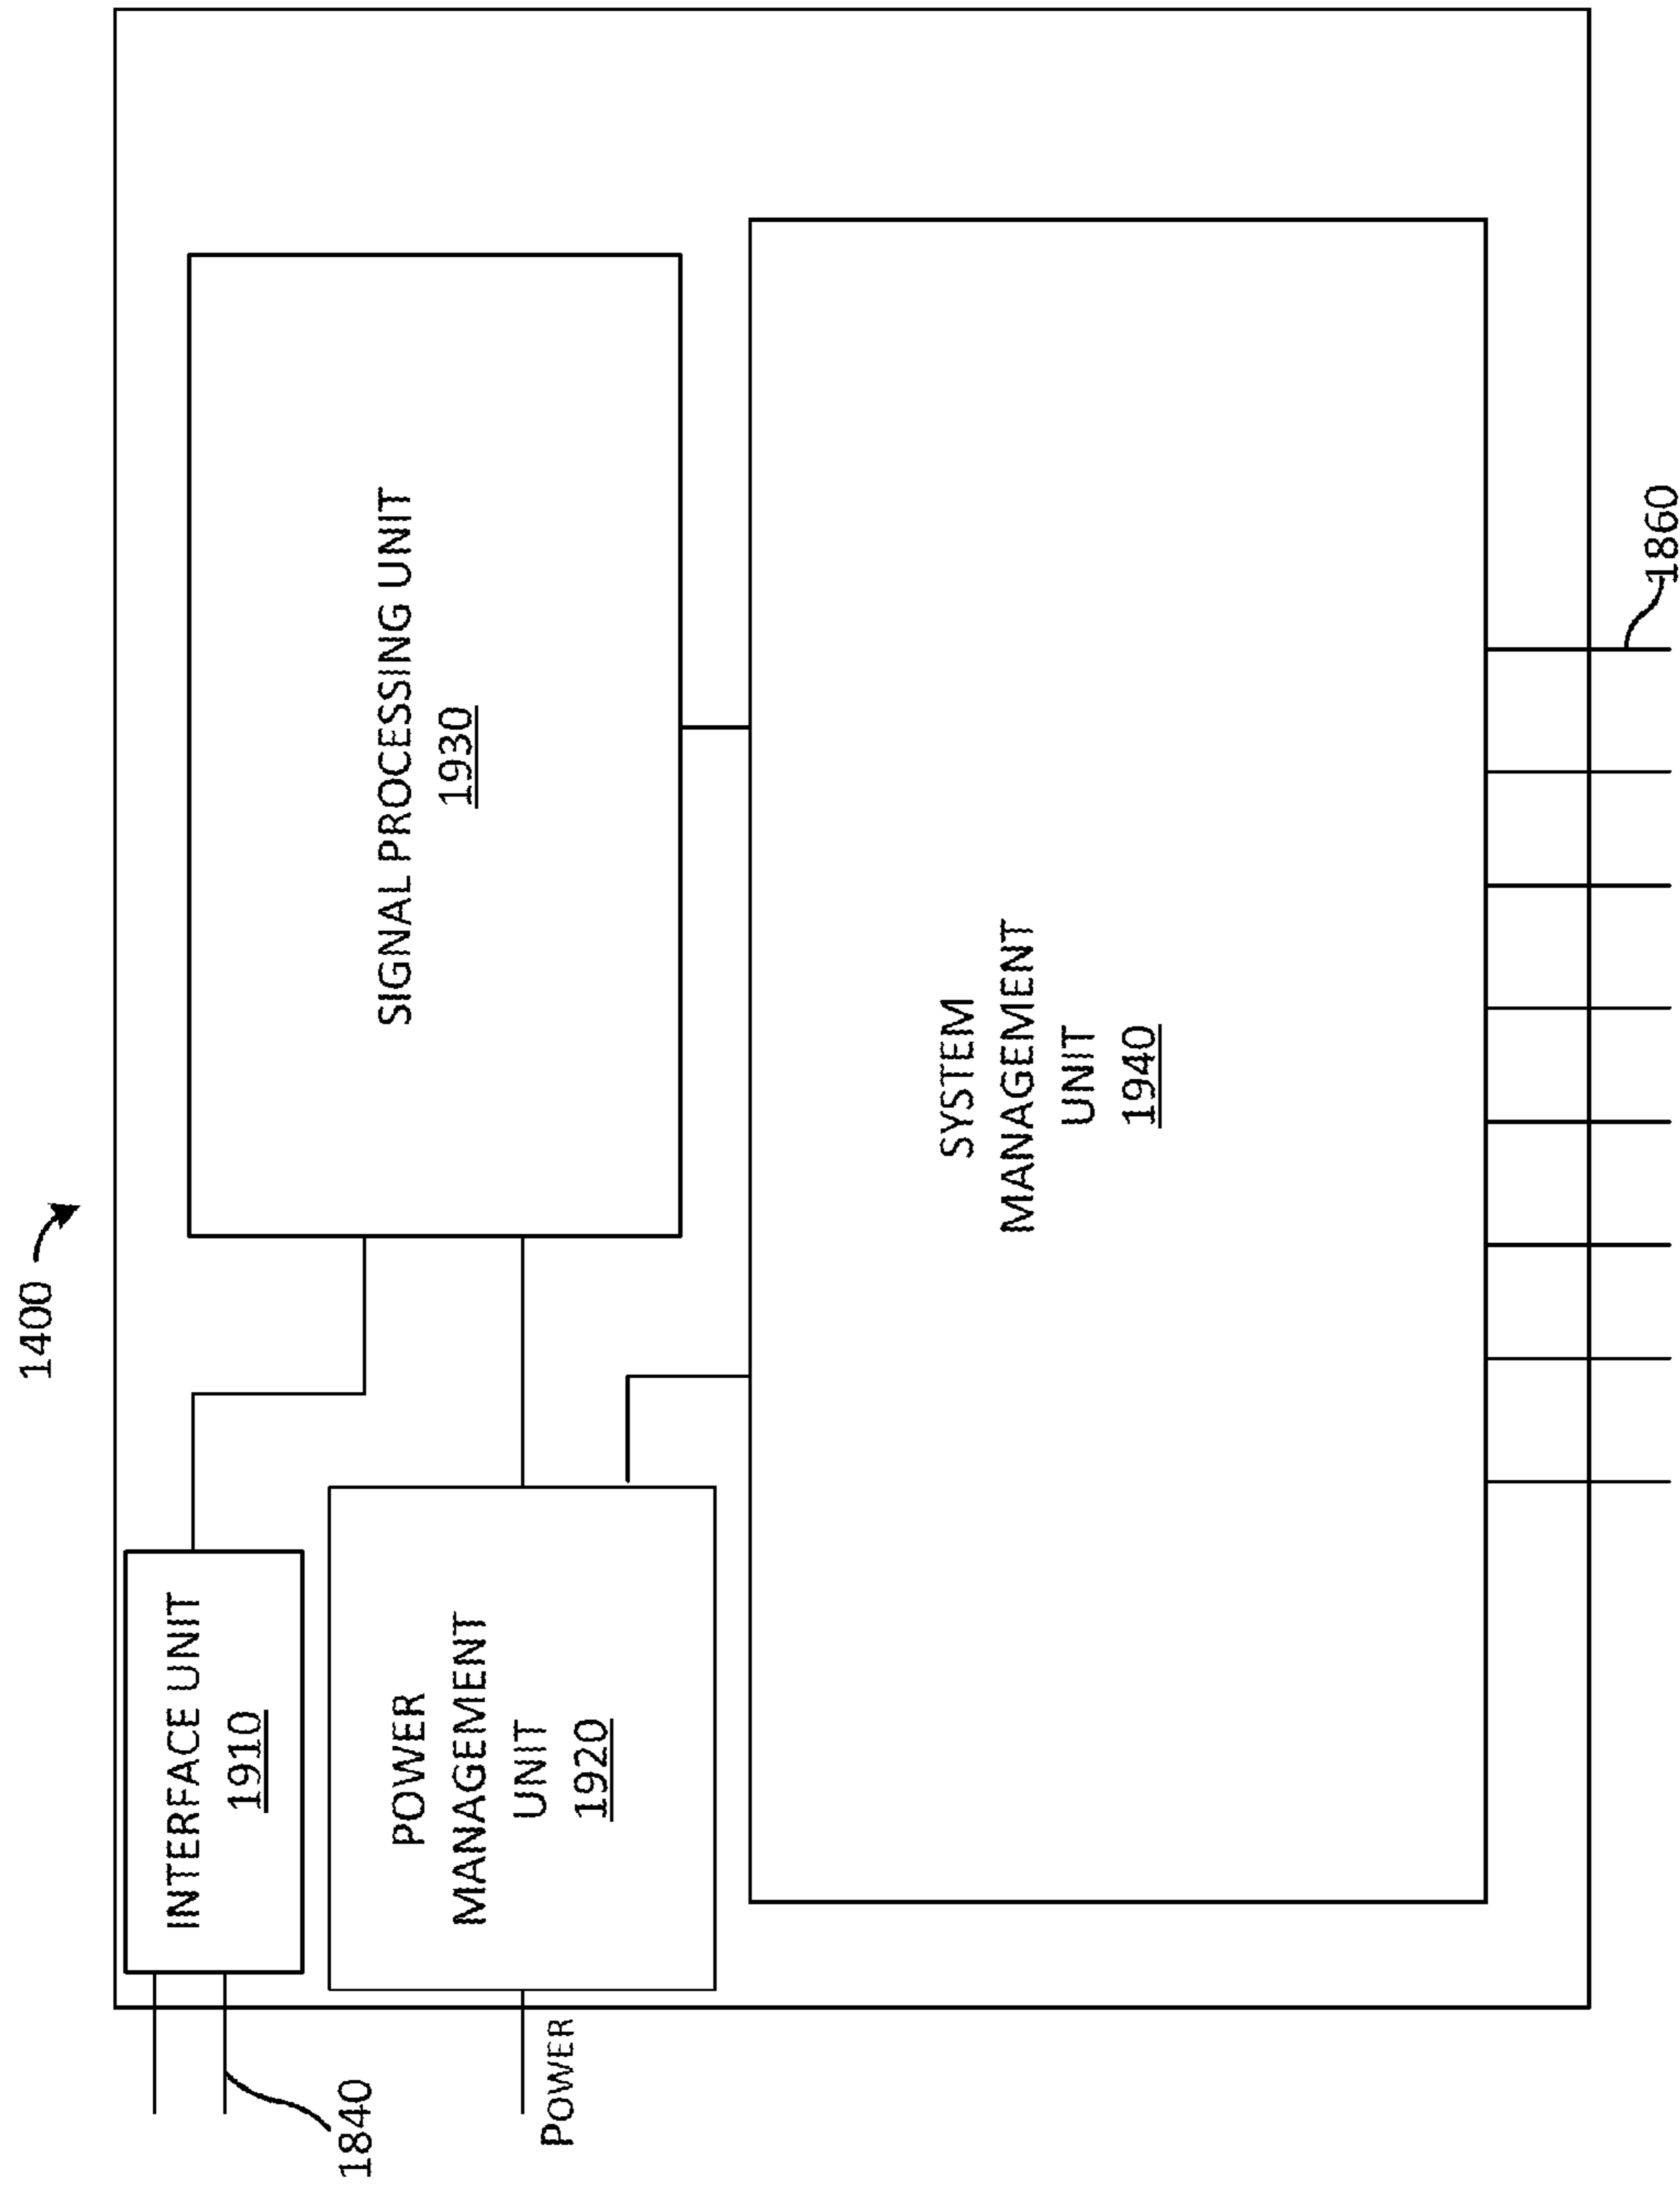 1400
INTERFACE UNIT
1910
SIGNAL PROCESSING UNIT
1930
POWER
MANAGEMENT
UNIT
1920
SYSTEM
MANAGEMENT
UNIT
1940
1840
POWER
1860